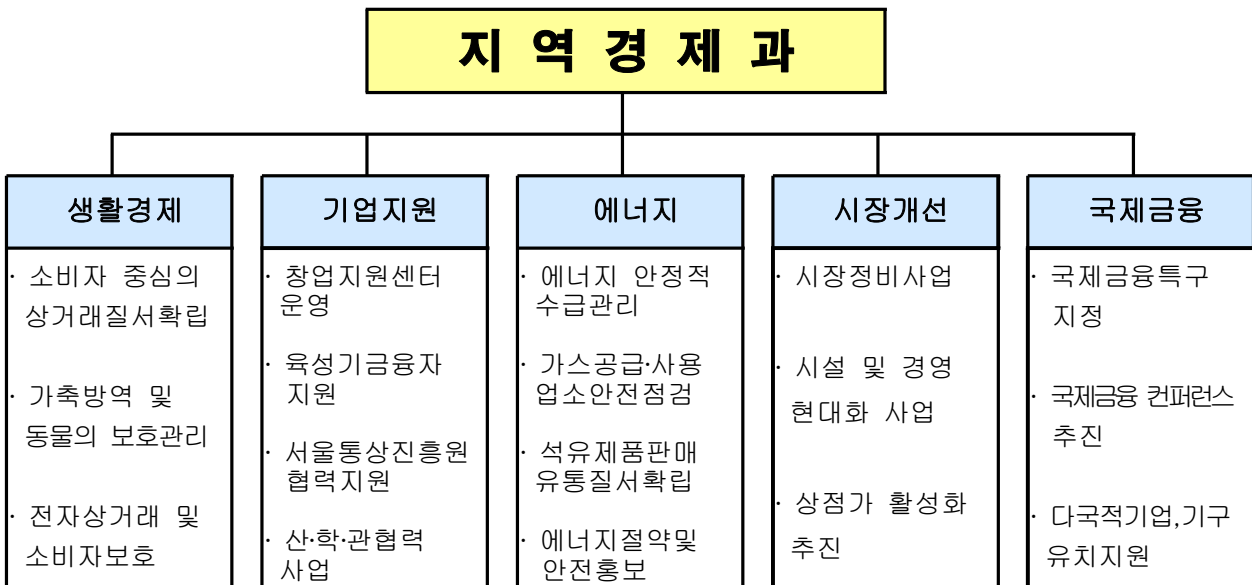 지 역 경 제 과
생활경제
· 소비자 중심의
상거래질서확립
· 가축방역 및
동물의 보호관리
· 전자상거래 및
소비자보호
기업지원
· 창업지원센터
운영
· 육성기금융자
지원
· 서울통상진흥원
협력지원
· 산·학·관협력
사업
에너지
· 에너지 안정적
수급관리
· 가스공급·사용
업소안전점검
· 석유제품판매
유통질서확립
· 에너지절약및
안전홍보
시장개선
· 시장정비사업
· 시설 및 경영
현대화 사업
· 상점가 활성화
추진
국제금융
· 국제금융특구
지정
· 국제금융 컨퍼런스
추진
· 다국적기업,기구
유치지원